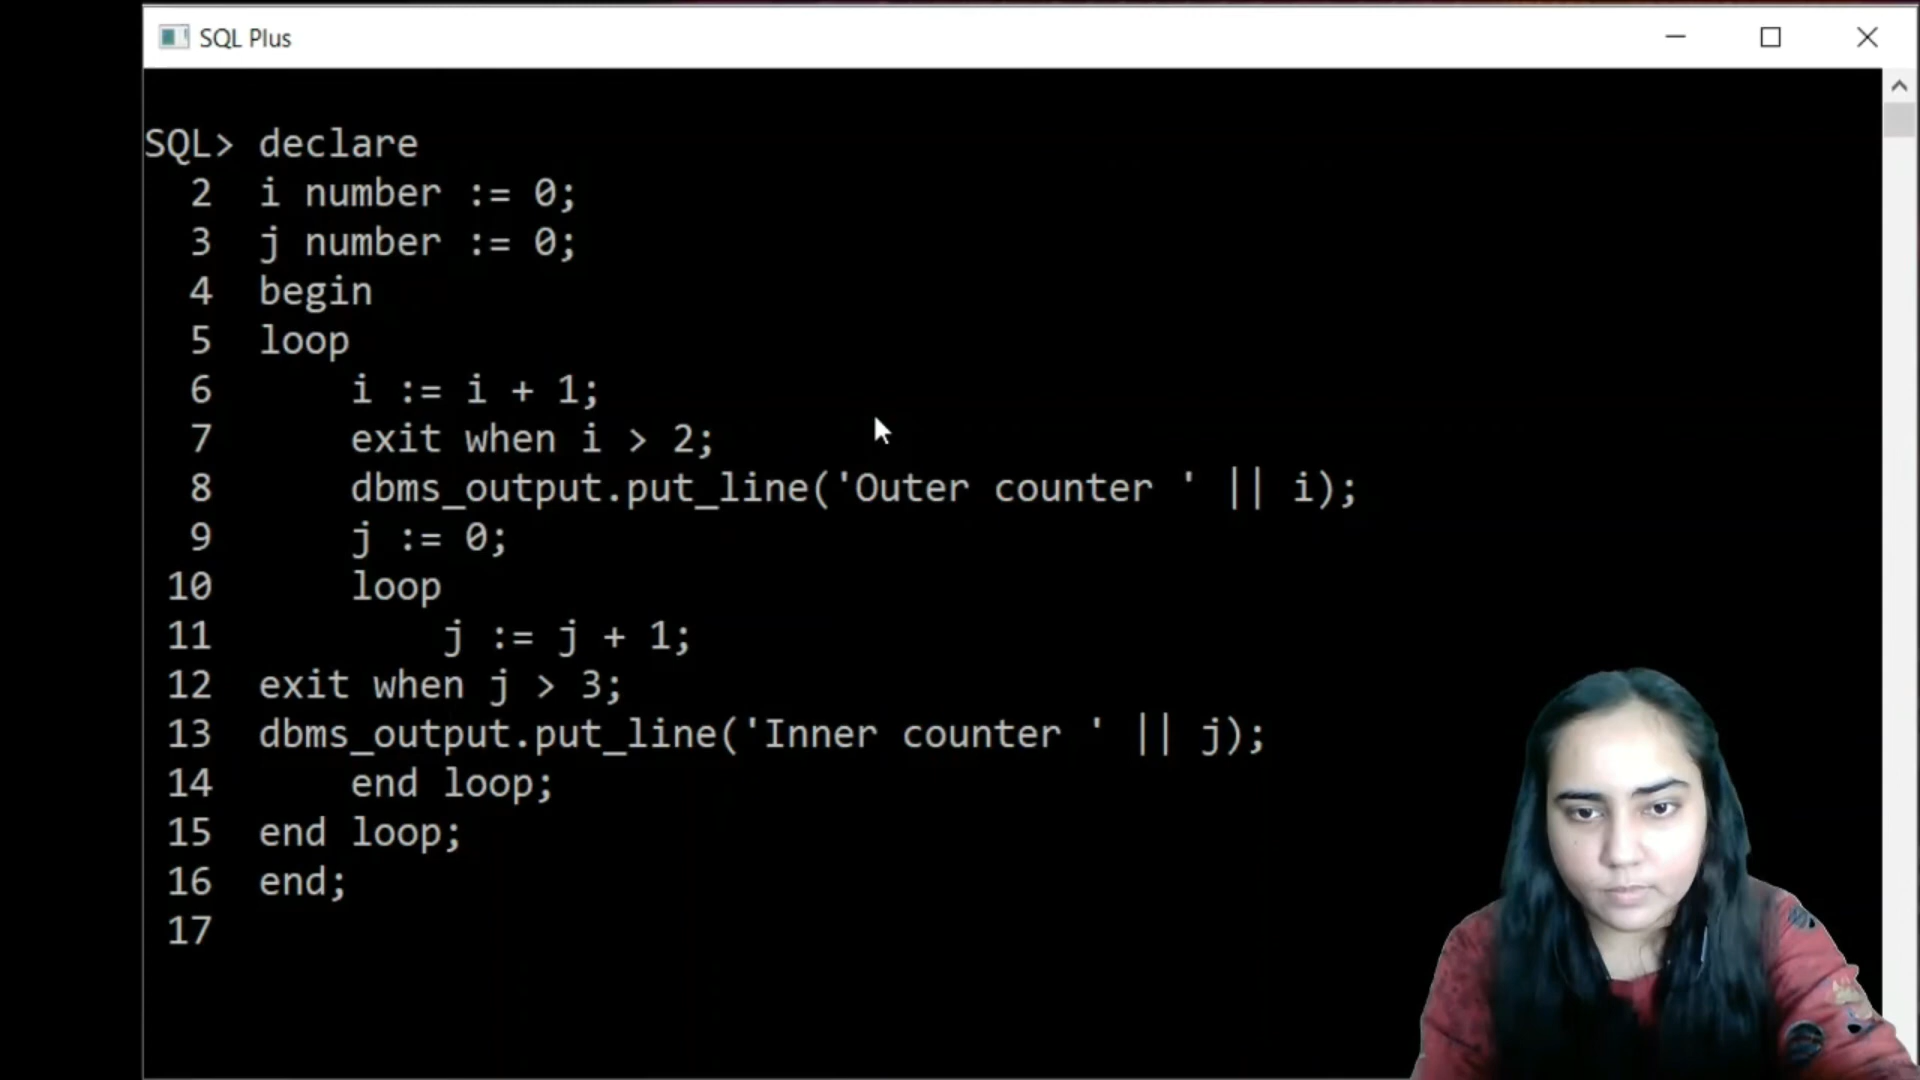 SQL Plus
SQL> declare
2 i number := 0;
3 j number := 0;
4 begin
5 loop
6 i := i + 1;
7 exit when i > 2;
8 dbms_output.put_line('Outer counter ' || i);
9 j := 0;
10 loop
11 j := j + 1;
12 exit when j > 3;
13 dbms_output.put_line('Inner counter ' || j);
14 end loop;
15 end loop;
16 end;
17